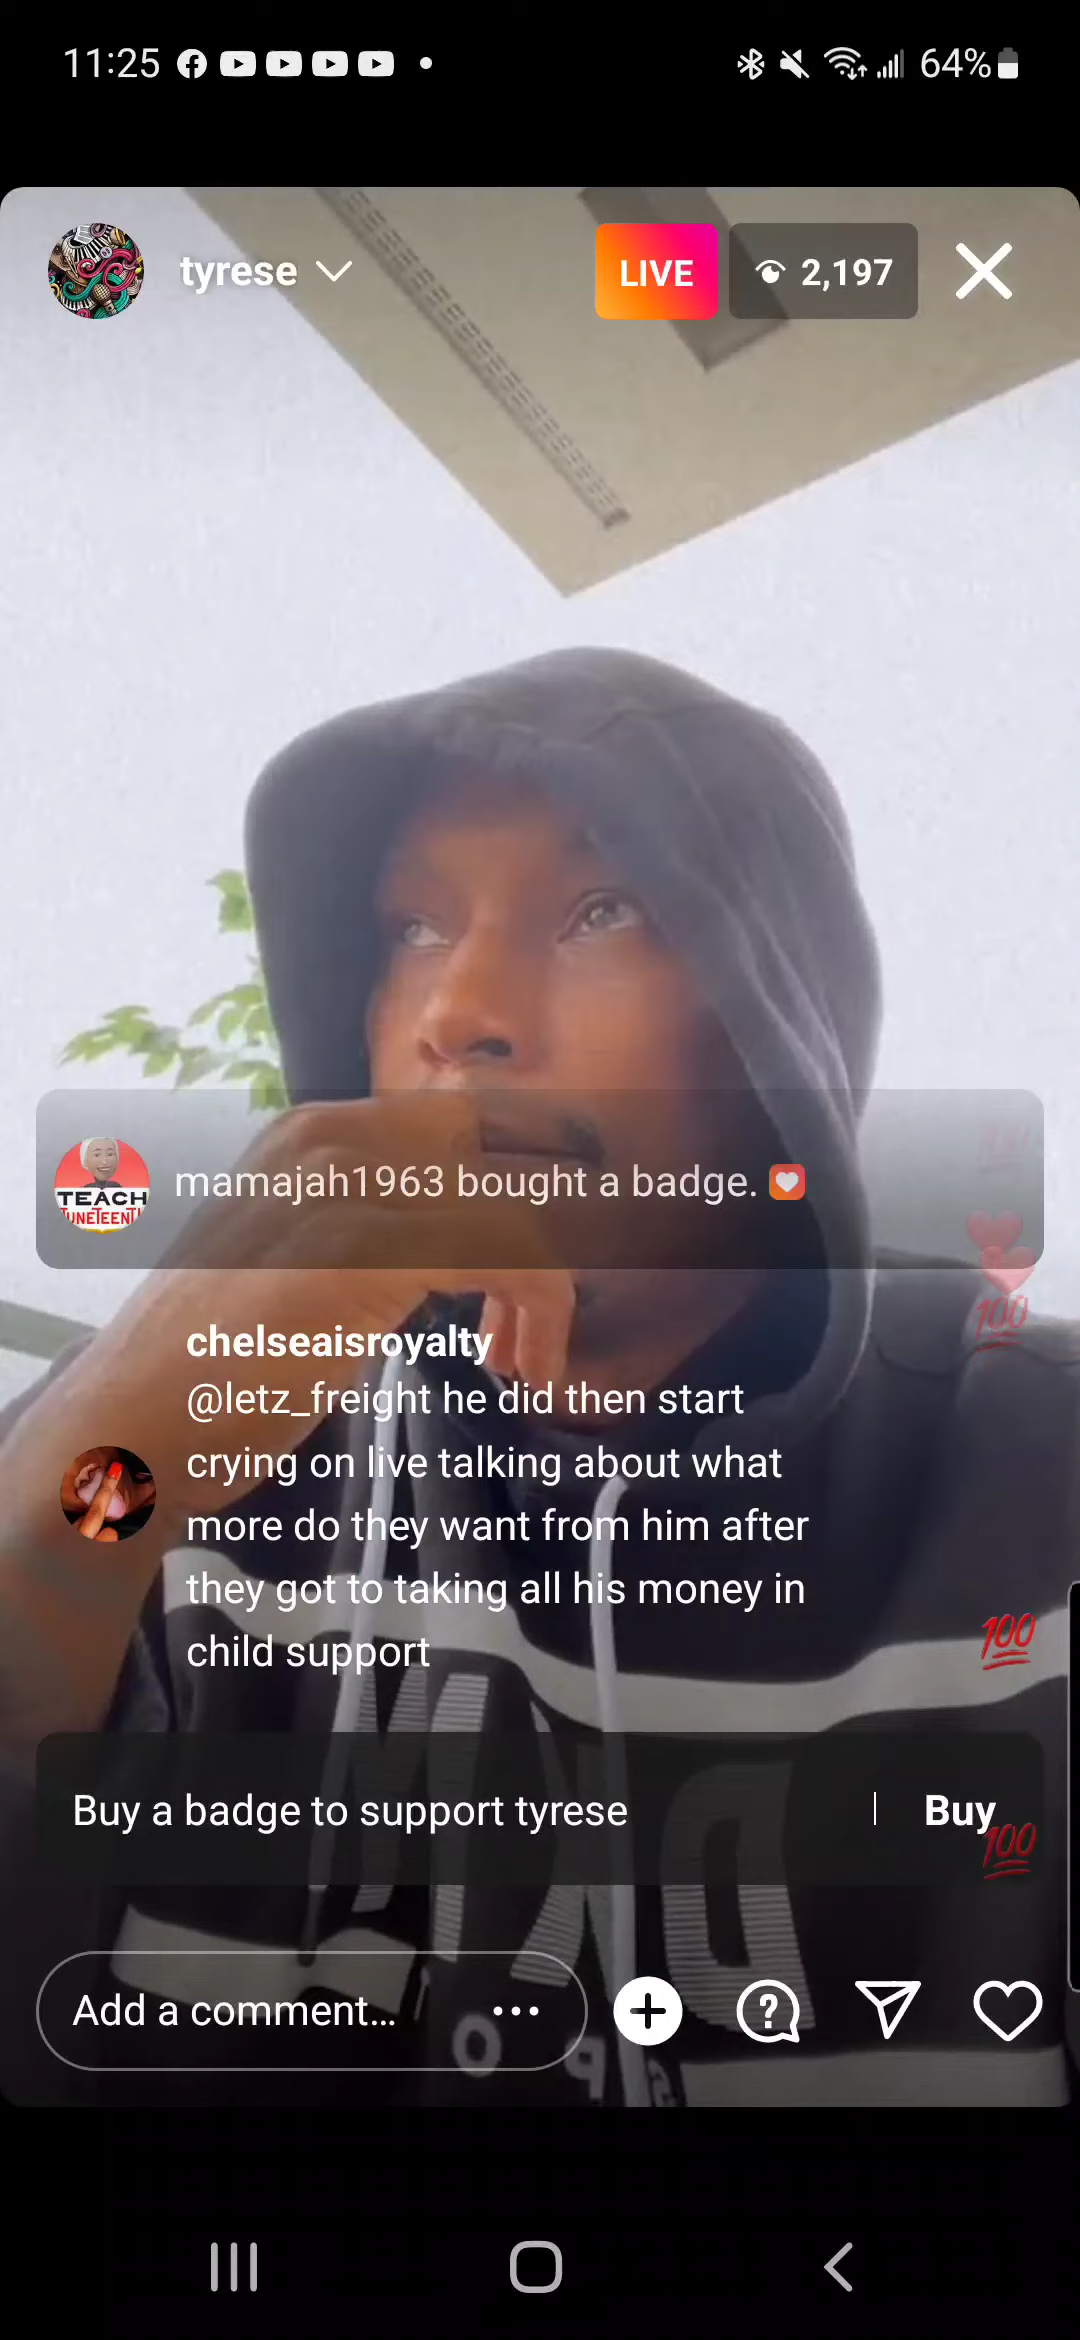 11:25
64%
tyrese
LIVE
2,197
TEACH
mamajah1963 bought a badge.
chelseaisroyalty
@letz_freight he did then start
crying on live talking about what
more do they want from him after
they got to taking all his money in
child support
100
100
Buy a badge to support tyrese
Buy
100
Add a comment...